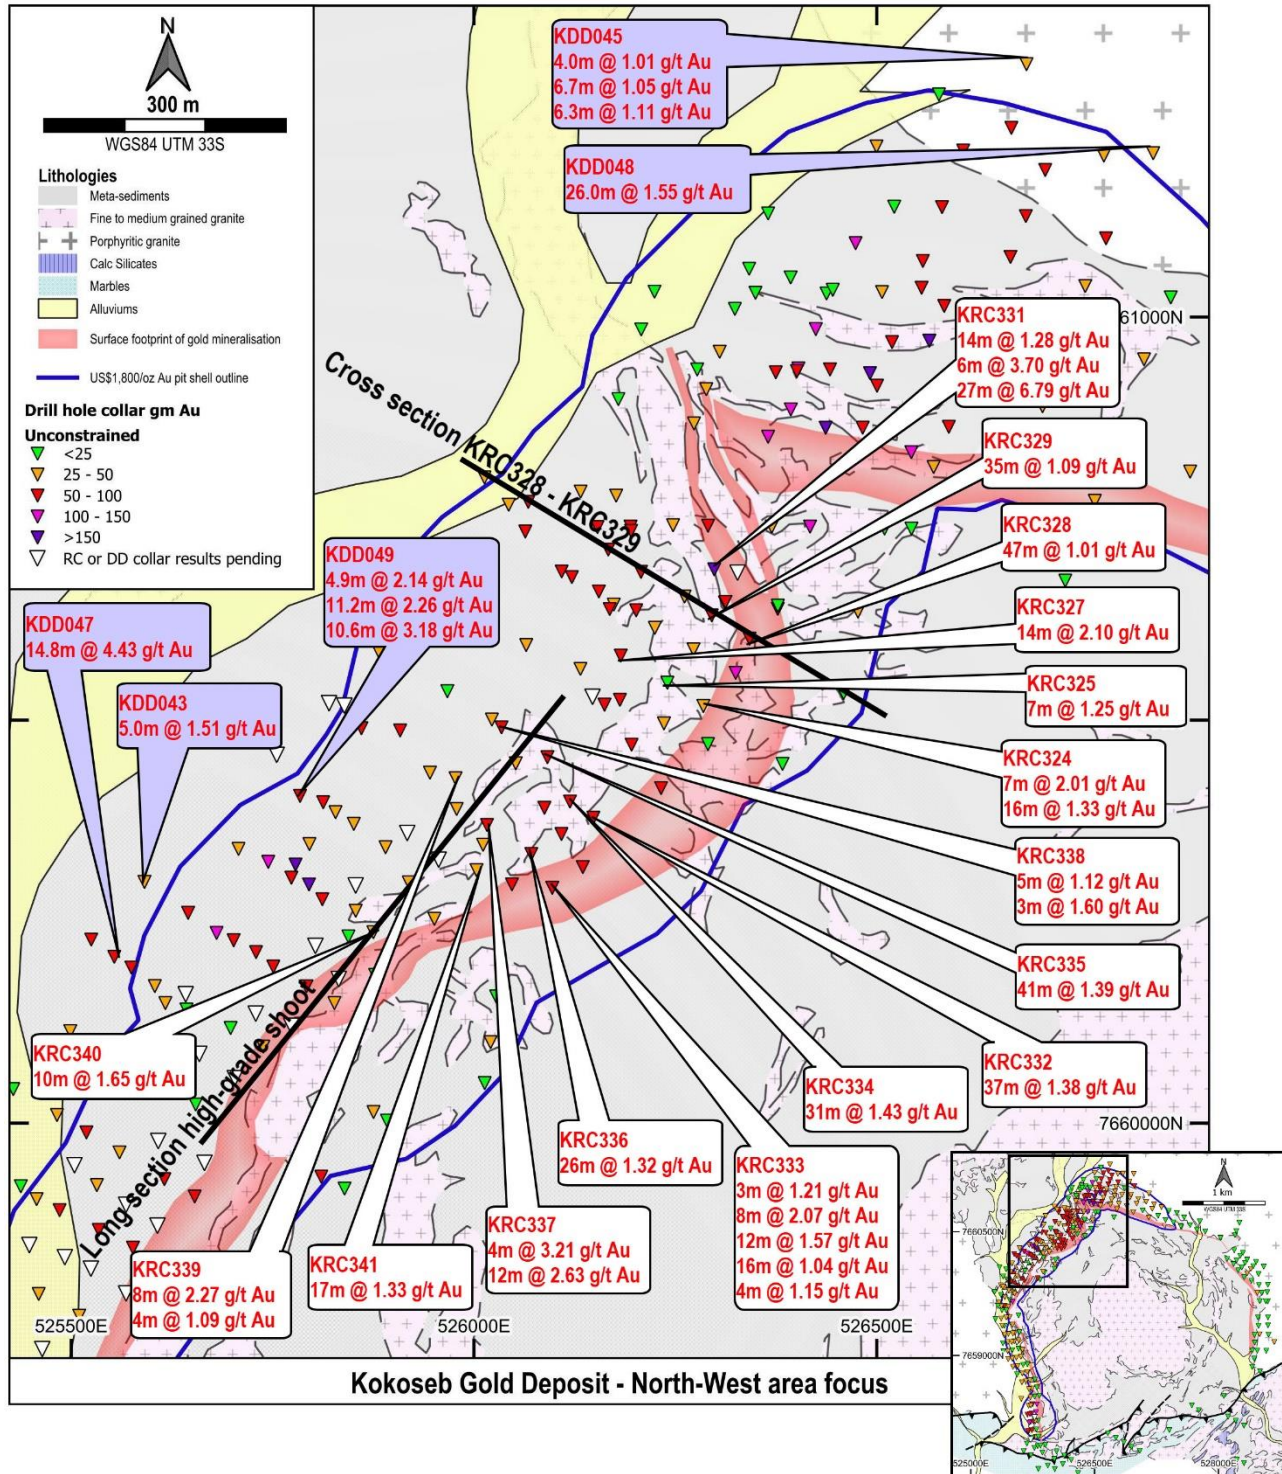 N
300 m
WGS84 UTM 33S
Lithologies
Meta-sediments
Fine to medium grained granite
Porphyritic granite
Calc Silicates
Marbles
Alluviums
Surface footprint of gold mineralisation
US$1,800/oz Au pit shell outline
Drill hole collar gm Au
Unconstrained
<25
25 - 50
50 - 100
100 - 150
>150
RC or DD collar results pending
KDD045
4.0m @ 1.01 g/t Au
6.7m @ 1.05 g/t Au
6.3m @ 1.11 g/t Au
KDD048
26.0m @ 1.55 g/t Au
61000N
KRC331
14m @ 1.28 g/t Au
6m @ 3.70 g/t Au
27m @ 6.79 g/t Au
Cross section KRC328 - KRC329
KRC329
35m @ 1.09 g/t Au
KRC328
47m @ 1.01 g/t Au
KDD049
4.9m @ 2.14 g/t Au
11.2m @ 2.26 g/t Au
10.6m @ 3.18 g/t Au
KDD047
14.8m @ 4.43 g/t Au
KRC327
14m @ 2.10 g/t Au
KDD043
5.0m @ 1.51 g/t Au
KRC325
7m @ 1.25 g/t Au
KRC324
7m @ 2.01 g/t Au
16m @ 1.33 g/t Au
KRC338
5m @ 1.12 g/t Au
3m @ 1.60 g/t Au
KRC335
41m @ 1.39 g/t Au
Long section high-grade shoot
KRC340
10m @ 1.65 g/t Au
KRC332
37m @ 1.38 g/t Au
KRC334
31m @ 1.43 g/t Au
7660000N
KRC336
26m @ 1.32 g/t Au
KRC333
3m @ 1.21 g/t Au
8m @ 2.07 g/t Au
12m @ 1.57 g/t Au
16m @ 1.04 g/t Au
4m @ 1.15 g/t Au
KRC337
4m @ 3.21 g/t Au
12m @ 2.63 g/t Au
KRC341
17m @ 1.33 g/t Au
KRC339
8m @ 2.27 g/t Au
4m @ 1.09 g/t Au
525500E
526000E
526500E
Kokoseb Gold Deposit - North-West area focus
N
1 km
WGS84 UTM 33S
7660500N
7659000N
525000E
526500E
528000E